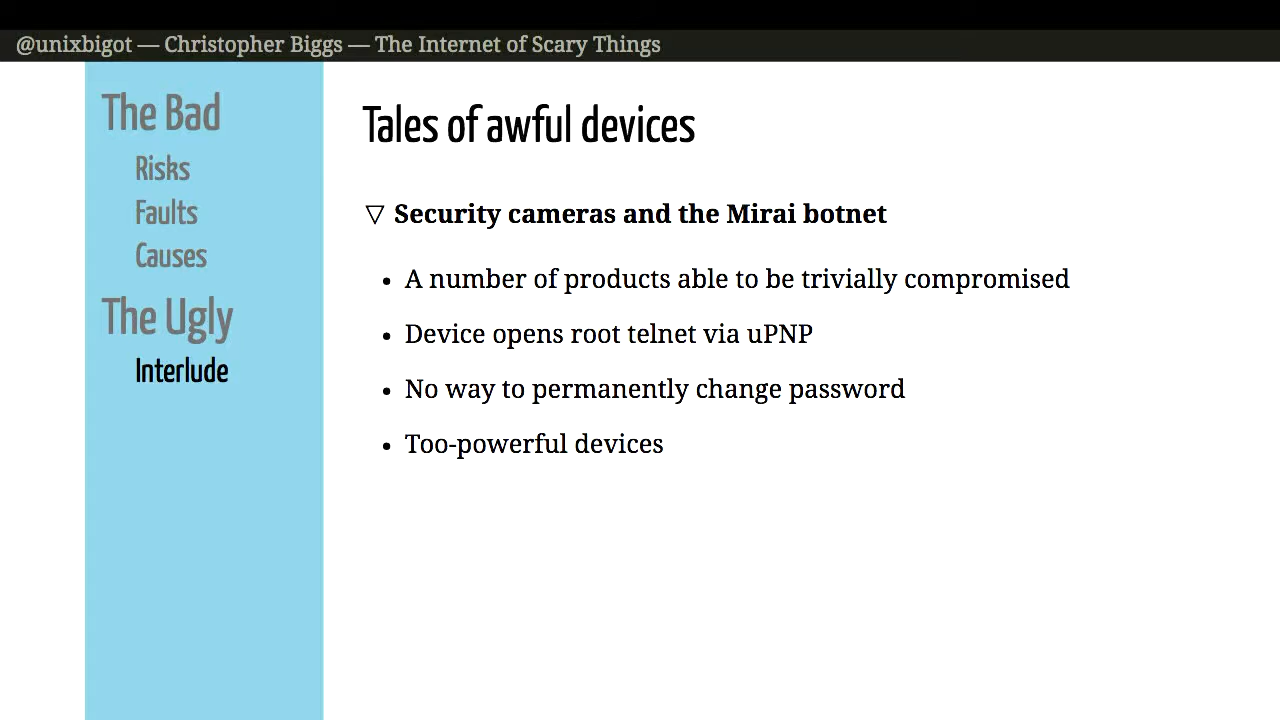 @unixbigot — Christopher Biggs — The Internet of Scary Things
The Bad
Risks
Faults
Causes
The Ugly
Interlude
Tales of awful devices
▽ Security cameras and the Mirai botnet
• A number of products able to be trivially compromised
• Device opens root telnet via uPNP
• No way to permanently change password
• Too-powerful devices